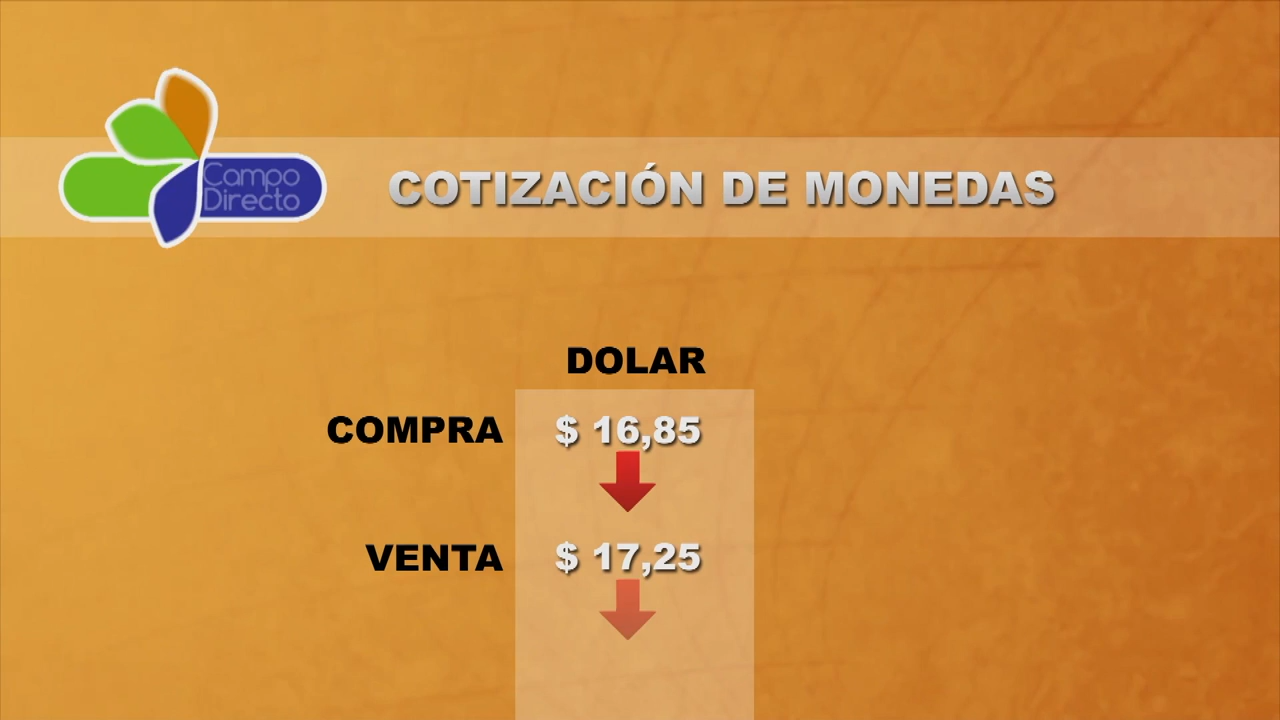 Campo
Directo
COTIZACIÓN DE MONEDAS
DOLAR
COMPRA $ 16,85
VENTA $ 17,25